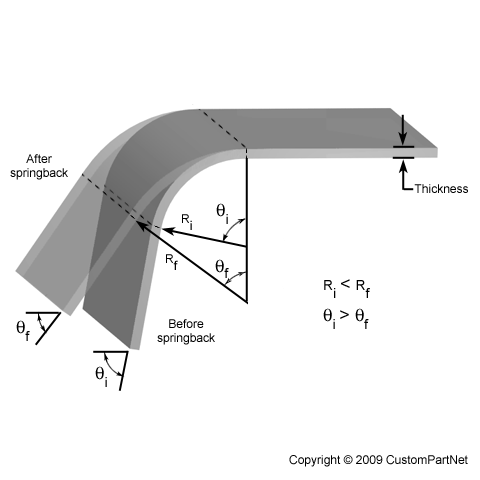 After
springback
Thickness
θi
Ri
Rf
θf
Ri < Rf
θi > θf
θf
Before
springback
θi
Copyright © 2009 CustomPartNet